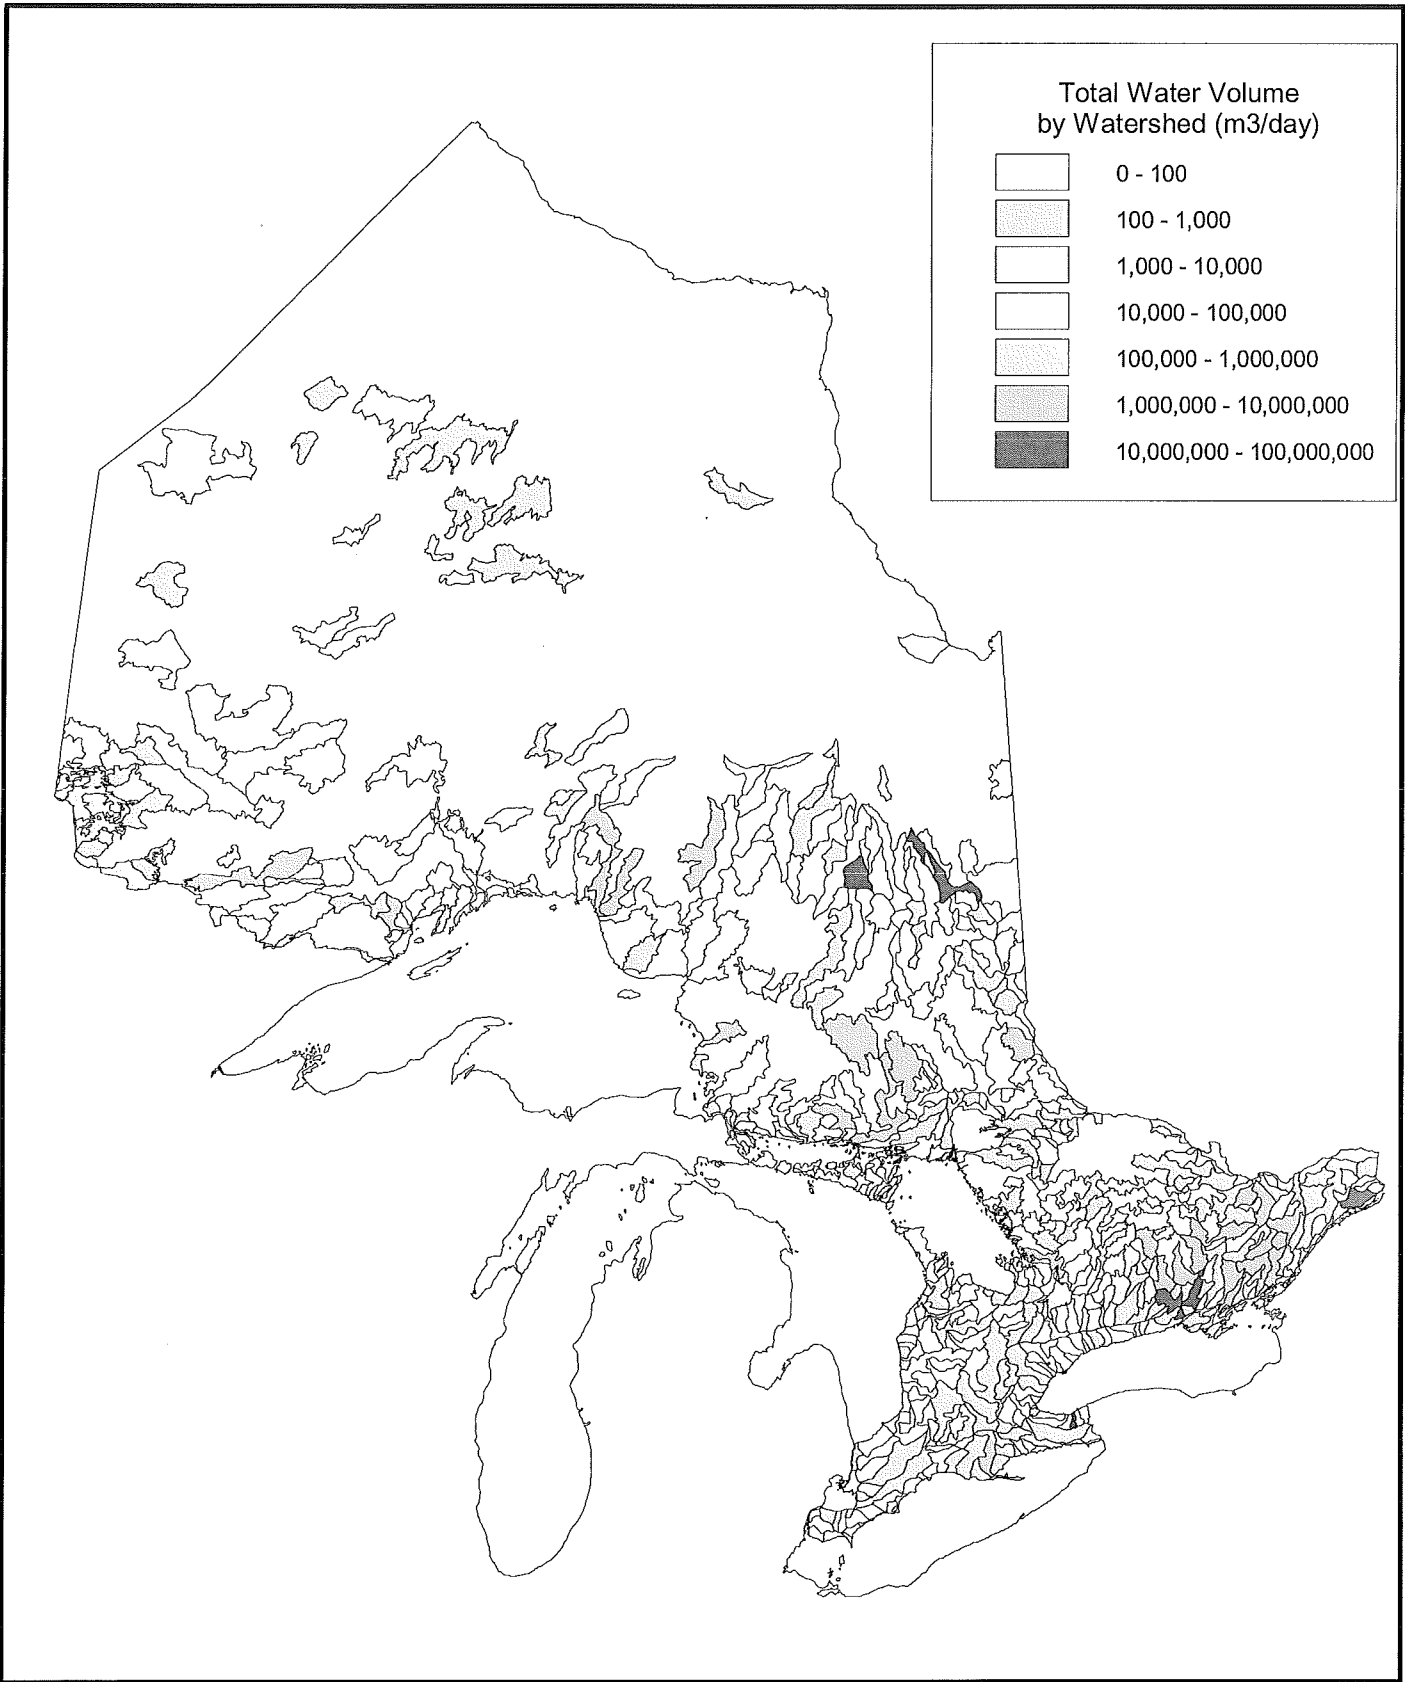 Total Water Volume
by Watershed (m3/day)
0 - 100
100 - 1,000
1,000 - 10,000
10,000 - 100,000
100,000 - 1,000,000
1,000,000 - 10,000,000
10,000,000 - 100,000,000